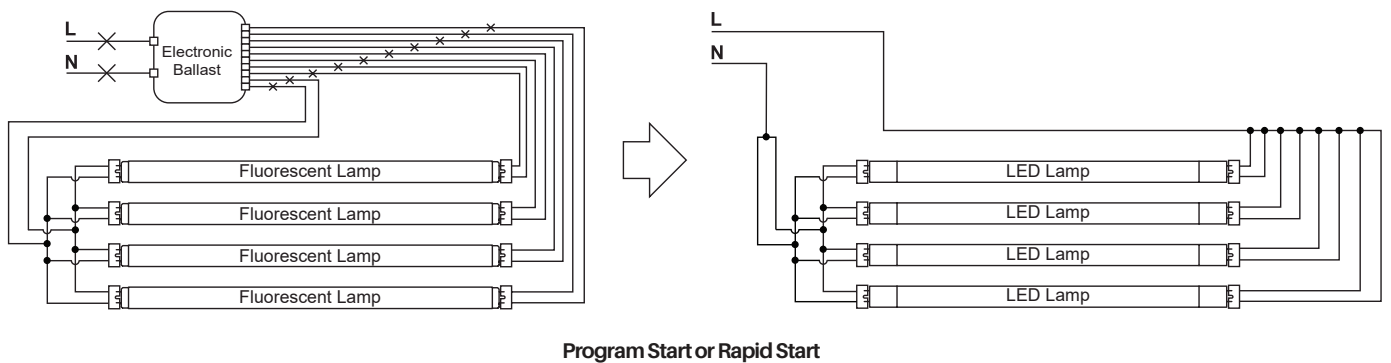 L
N
Electronic
Ballast
Fluorescent Lamp
Fluorescent Lamp
Fluorescent Lamp
Fluorescent Lamp
L
N
LED Lamp
LED Lamp
LED Lamp
LED Lamp
Program Start or Rapid Start